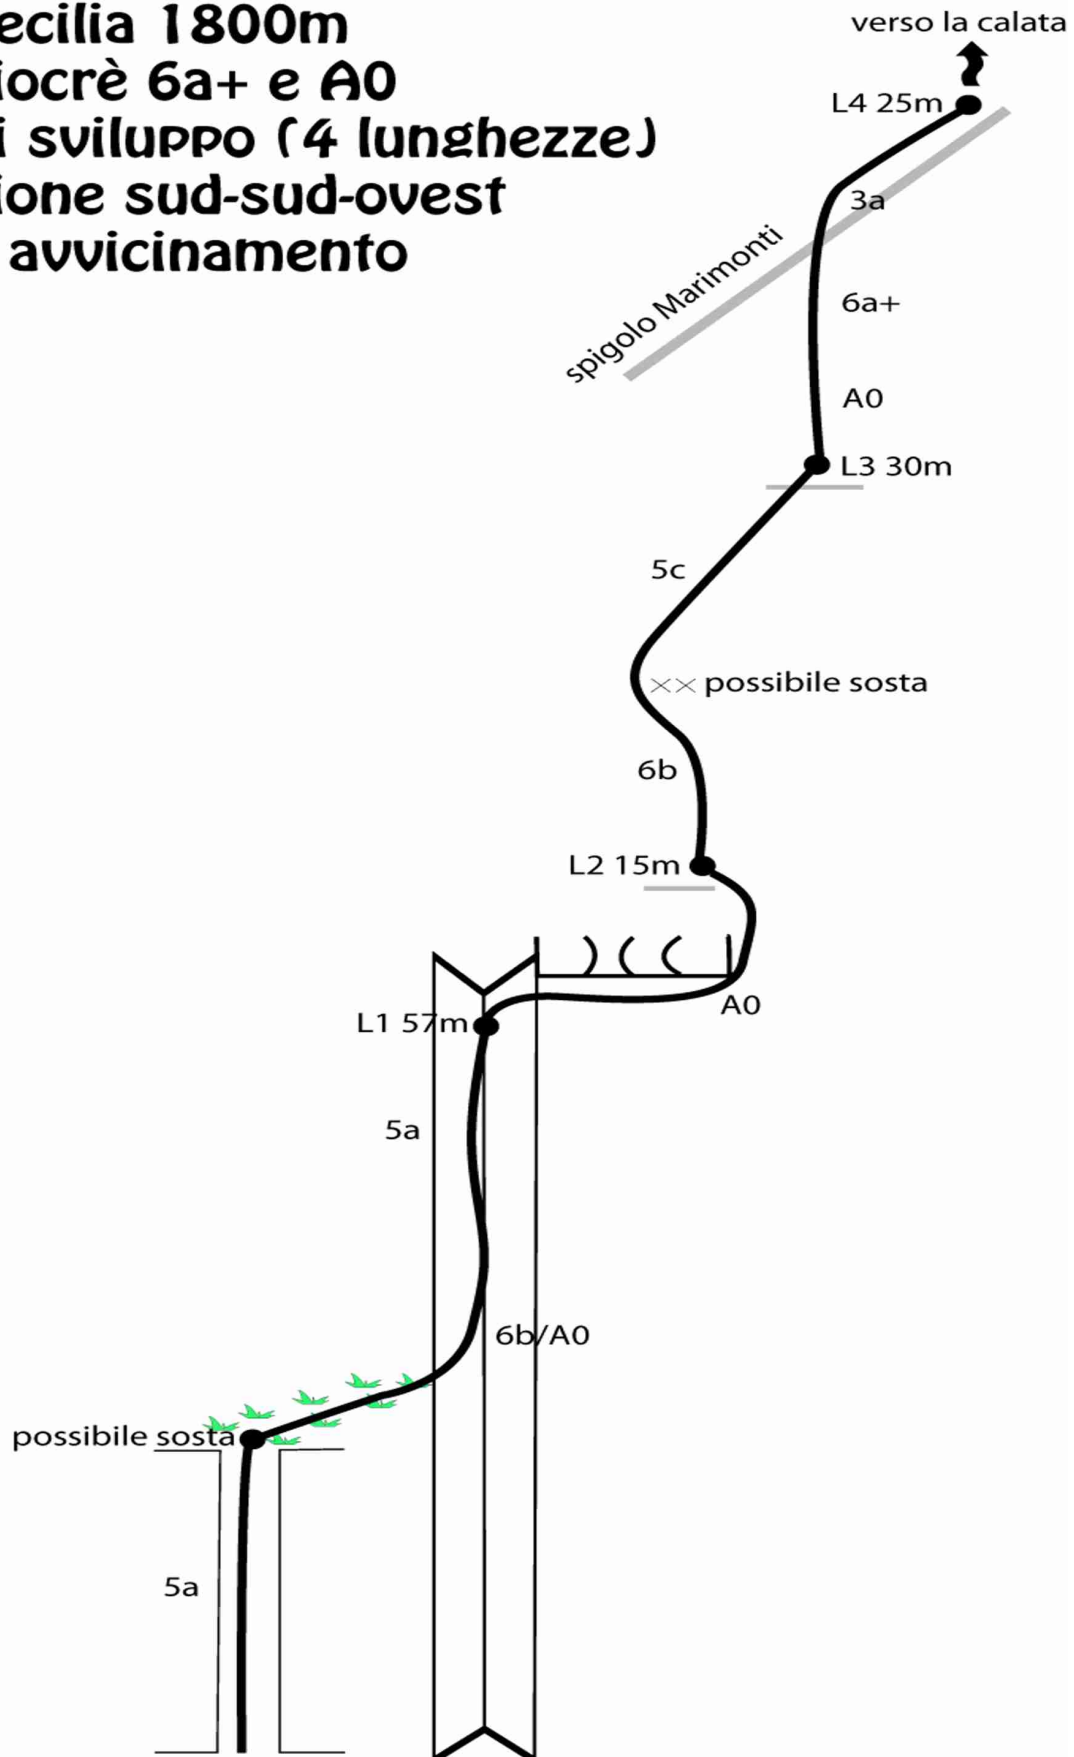 ecilia 1800m
iocrè 6a+ e A0
i sviluppo (4 lunghezze)
ione sud-sud-ovest
avvicinamento
verso la calata
L4 25m
3a
spigolo Marimonti
6a+
A0
L3 30m
5c
×× possibile sosta
6b
L2 15m
A0
L1 57m
5a
6b/A0
possibile sosta
5a